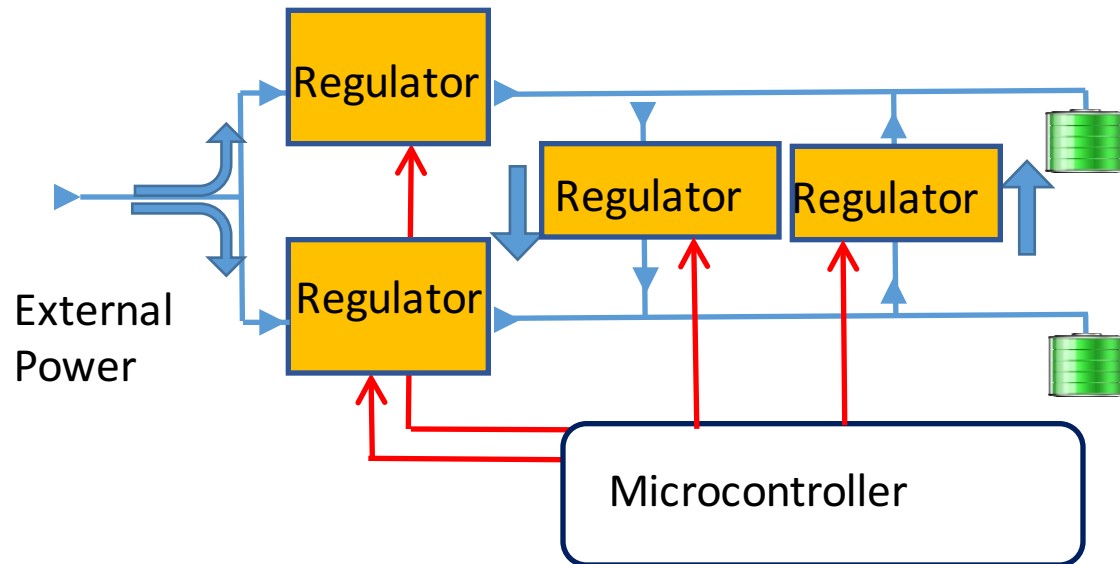 Regulator
Regulator
Regulator
Regulator
External
Power
Microcontroller